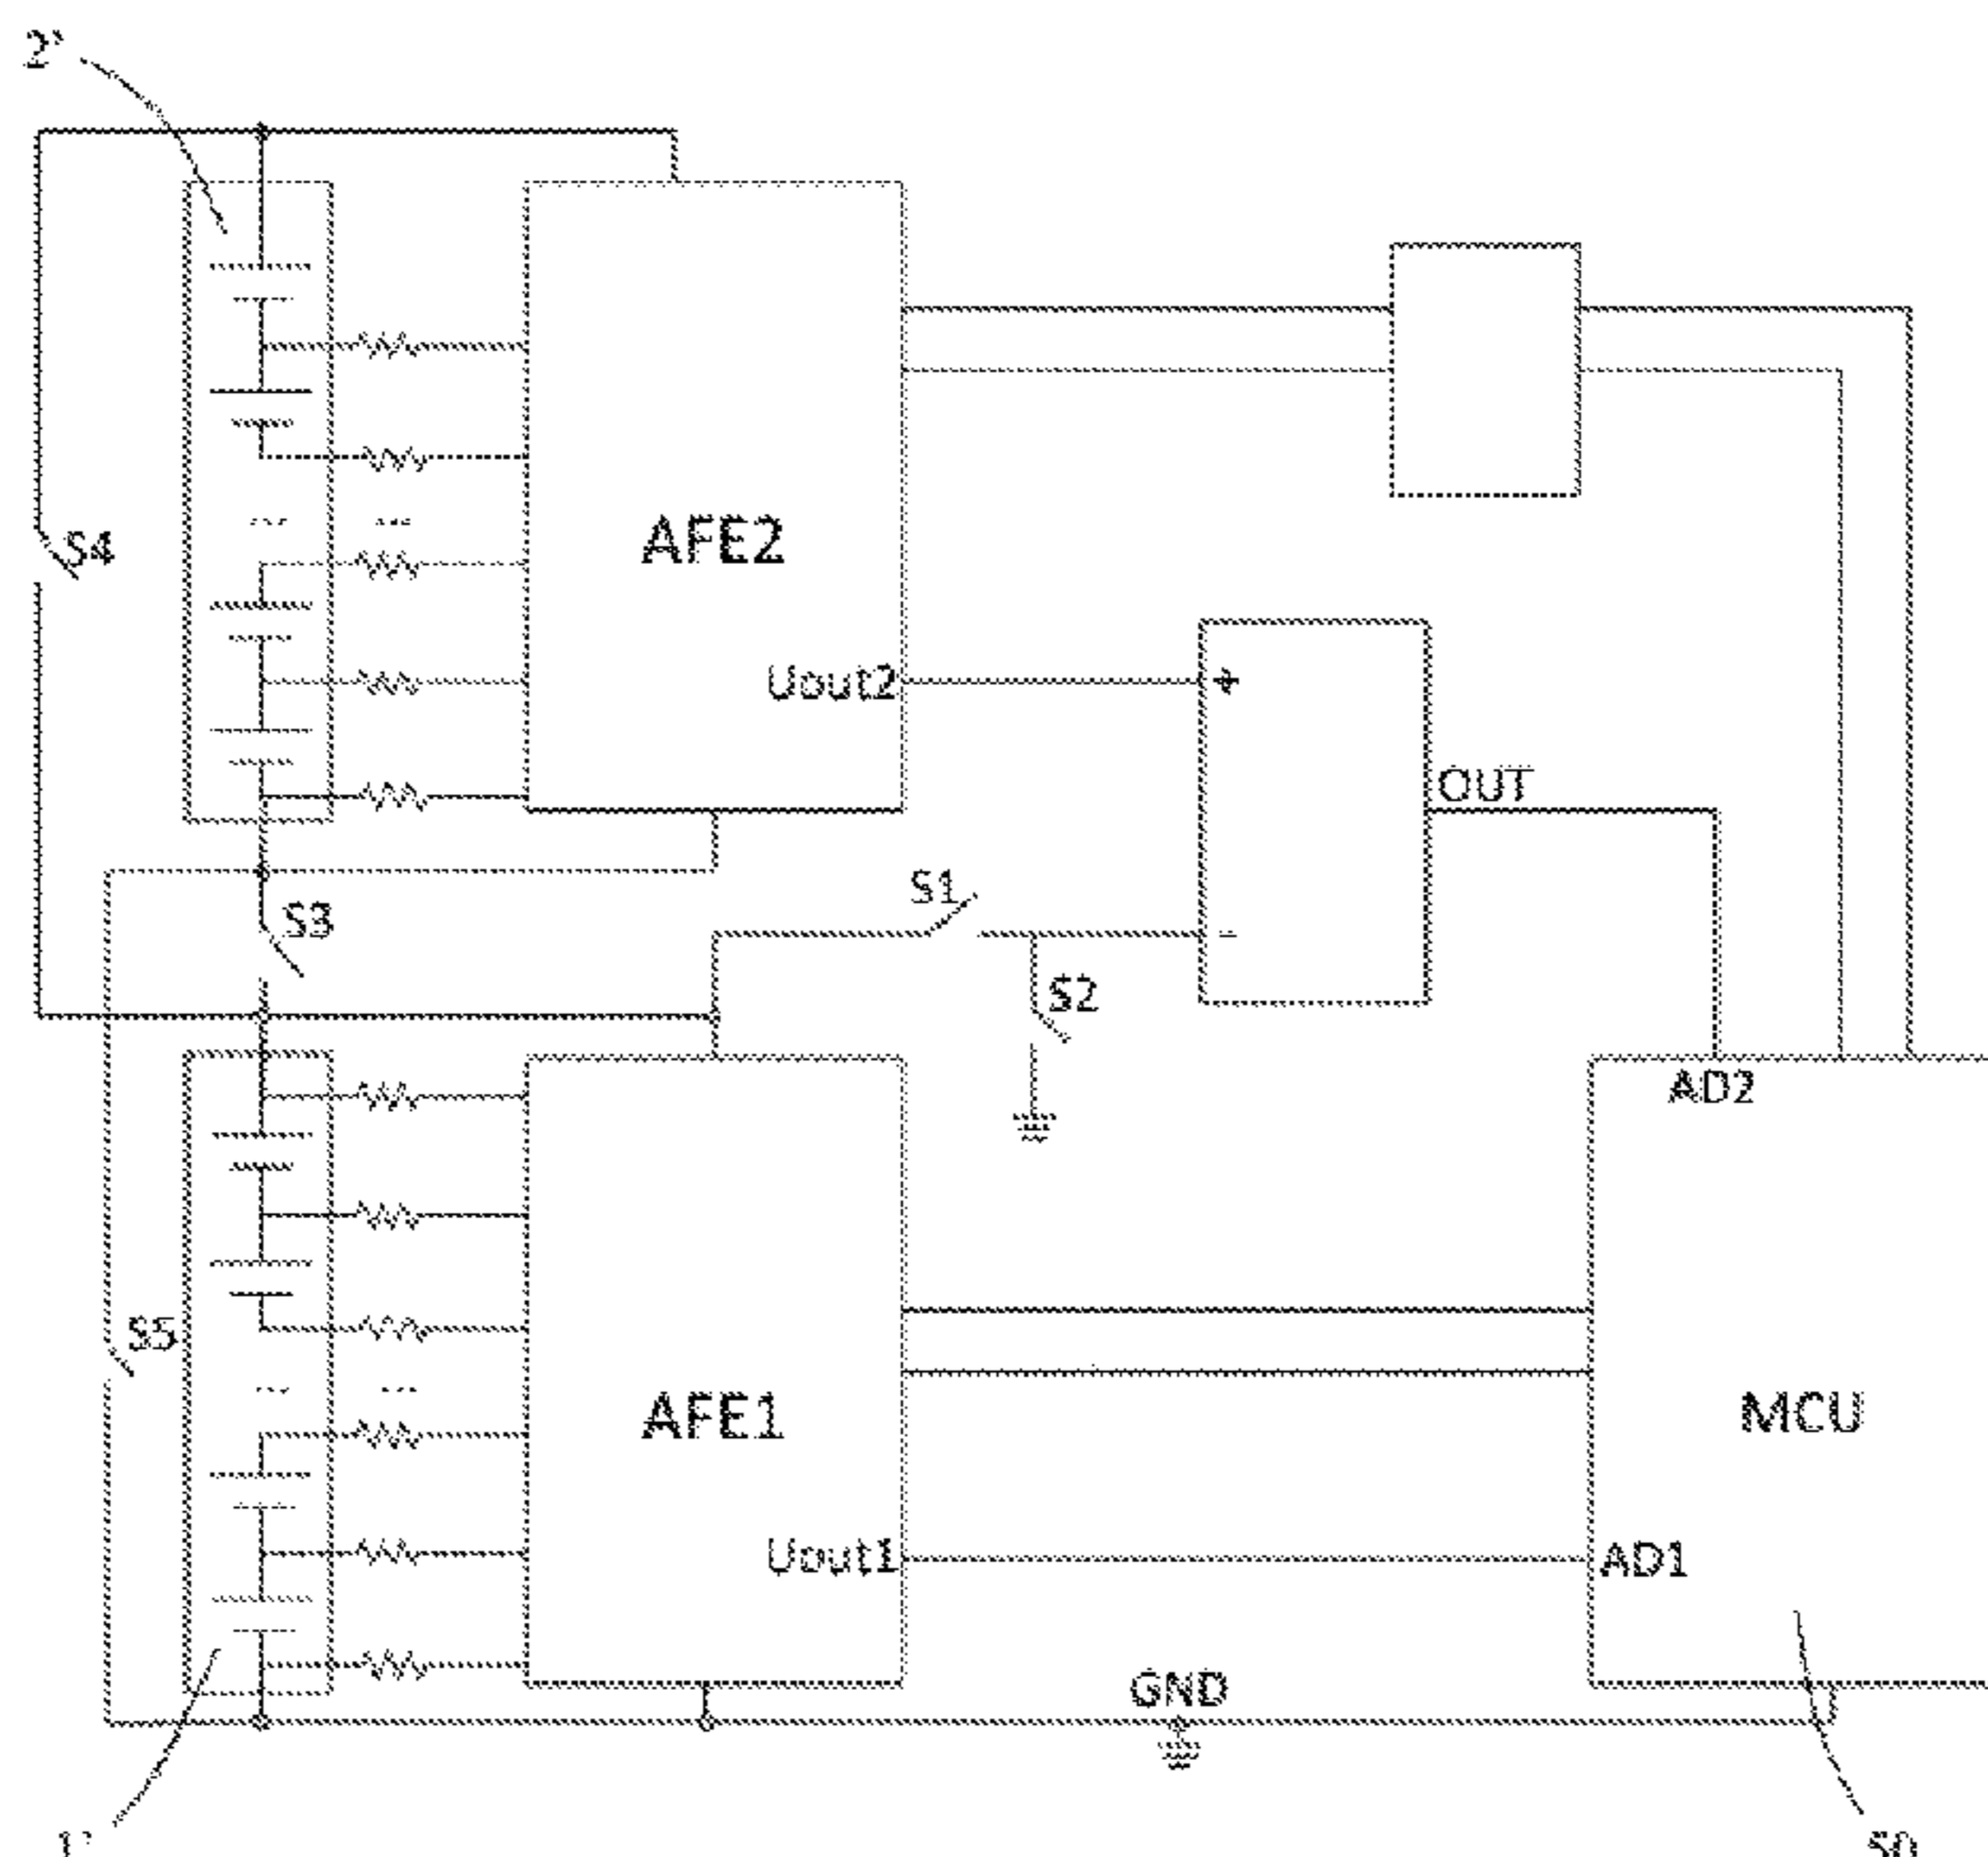 2'
S4
AFE2
Uout2
+
OUT
S1
S3
-
S2
AD2
S5
AFE1
MCU
Uout1
AD1
GND
1'
50